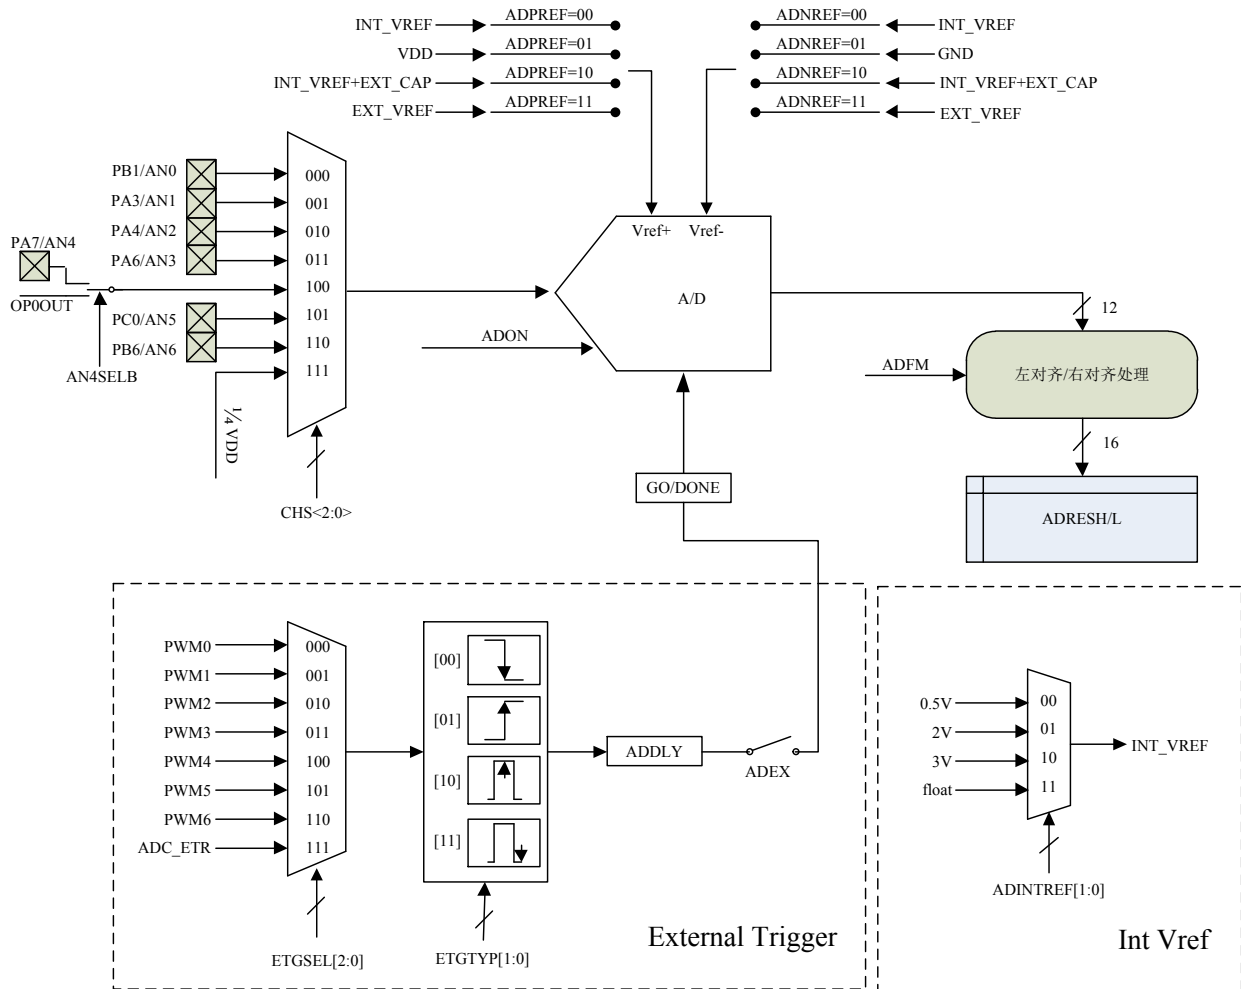 INT_VREF ADPREF=00 ADNREF=00 INT_VREF
VDD ADPREF=01 ADNREF=01 GND
INT_VREF+EXT_CAP ADPREF=10 ADNREF=10 INT_VREF+EXT_CAP
EXT_VREF ADPREF=11 ADNREF=11 EXT_VREF
PB1/AN0 000
PA3/AN1 001
PA4/AN2 010
PA7/AN4
PA6/AN3 011
100
OP0OUT
PC0/AN5 101
PB6/AN6 110
111
AN4SELB
¼ VDD
CHS<2:0>
Vref+ Vref-
A/D
ADON
12
ADFM
左对齐/右对齐处理
16
GO/DONE
ADRESH/L
PWM0 000
PWM1 001
PWM2 010
PWM3 011
PWM4 100
PWM5 101
PWM6 110
ADC_ETR 111
ETGSEL[2:0]
[00]
[01]
[10]
[11]
ETGTYP[1:0]
ADDLY
ADEX
External Trigger
0.5V 00
2V 01
3V 10
float 11
INT_VREF
ADINTREF[1:0]
Int Vref